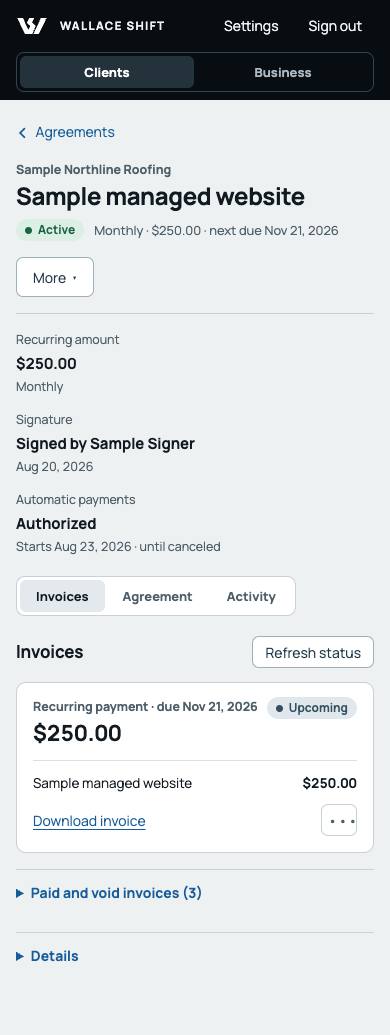 WALLACE SHIFT
Settings
Sign out
Clients
Business
Agreements
Sample Northline Roofing
Sample managed website
Active
Monthly · $250.00 · next due Nov 21, 2026
More
Recurring amount
$250.00
Monthly
Signature
Signed by Sample Signer
Aug 20, 2026
Automatic payments
Authorized
Starts Aug 23, 2026 · until canceled
Invoices
Agreement
Activity
Invoices
Refresh status
Recurring payment · due Nov 21, 2026
Upcoming
$250.00
Sample managed website
$250.00
Download invoice
Paid and void invoices (3)
Details